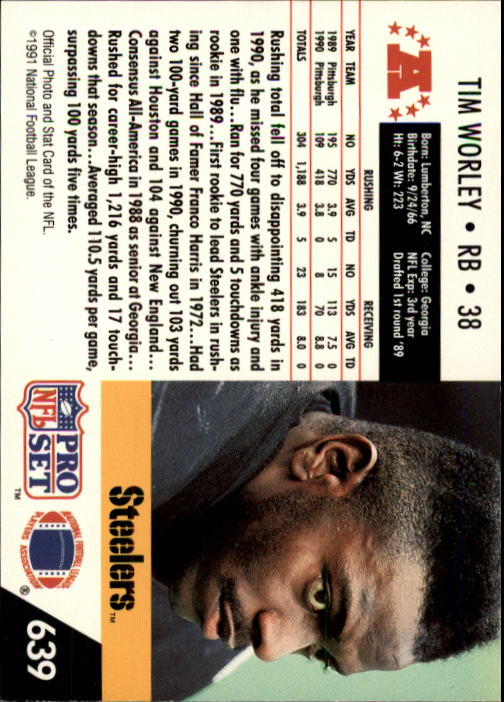 TIM WORLEY • RB • 38
A
Born: Lumberton, NC College: Georgia
Birthdate: 9/24/66 NFL Exp: 3rd year
Ht: 6-2 Wt: 223 Drafted 1st round '89
RUSHING RECEIVING
YEAR TEAM NO YDS AVG TD NO YDS AVG TD
1989 Pittsburgh 195 770 3.9 5 15 113 7.5 0
1990 Pittsburgh 109 418 3.8 0 8 70 8.8 0
TOTALS 304 1,188 3.9 5 23 183 8.0 0
Rushing total fell off to disappointing 418 yards in
1990, as he missed four games with ankle injury and
one with flu...Ran for 770 yards and 5 touchdowns as
rookie in 1989...First rookie to lead Steelers in rush-
ing since Hall of Famer Franco Harris in 1972...Had
two 100-yard games in 1990, churning out 103 yards
against Houston and 104 against New England...
Consensus All-America in 1988 as senior at Georgia...
Rushed for career-high 1,216 yards and 17 touch-
downs that season...Averaged 110.5 yards per game,
surpassing 100 yards five times.
Official Photo and Stat Card of the NFL.
©1991 National Football League
Steelers™
NFL PRO SET™
NATIONAL FOOTBALL LEAGUE PLAYERS ASSOCIATION®
639